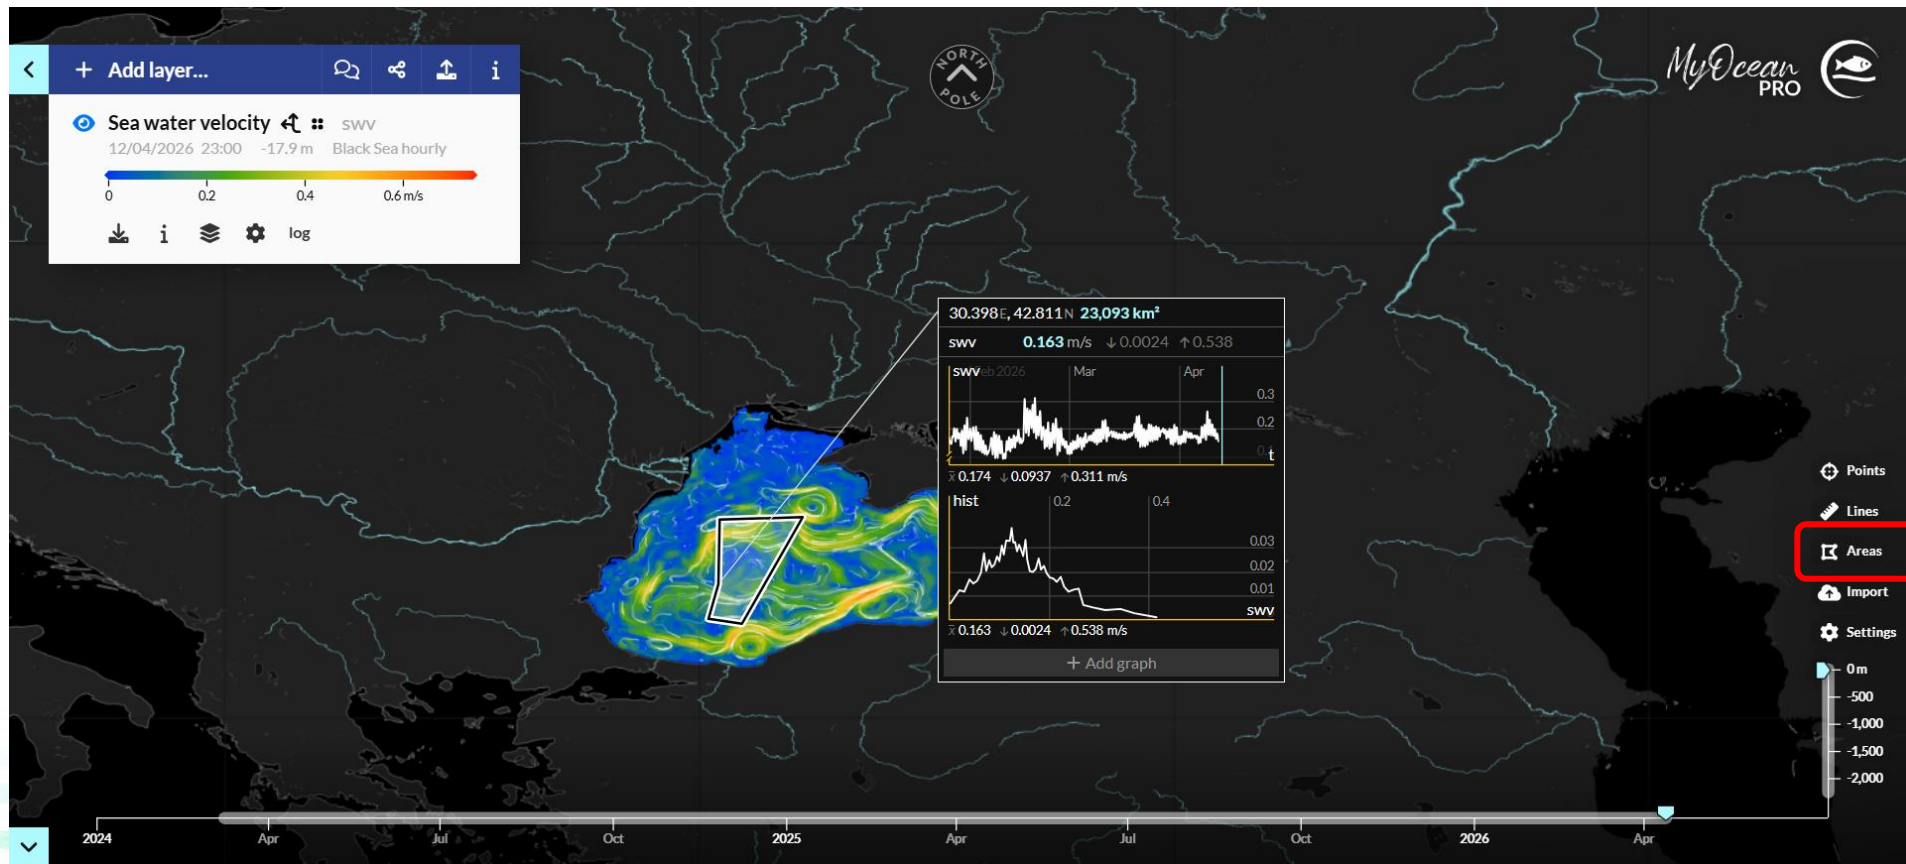 + Add layer... i
Sea water velocity swv
12/04/2026 23:00 -17.9 m Black Sea hourly
0 0.2 0.4 0.6 m/s
i log
NORTH
POLE
MyOcean
PRO
30.398E, 42.811N 23,093 km²
swv 0.163 m/s ↓0.0024 ↑0.538
swv Feb 2026 Mar Apr
0.3
0.2
0.1
t
x̄ 0.174 ↓0.0937 ↑0.311 m/s
hist 0.2 0.4
0.03
0.02
0.01
swv
x̄ 0.163 ↓0.0024 ↑0.538 m/s
+ Add graph
Points
Lines
Areas
Import
Settings
0 m
-500
-1,000
-1,500
-2,000
2024 Apr Jul Oct 2025 Apr Jul Oct 2026 Apr